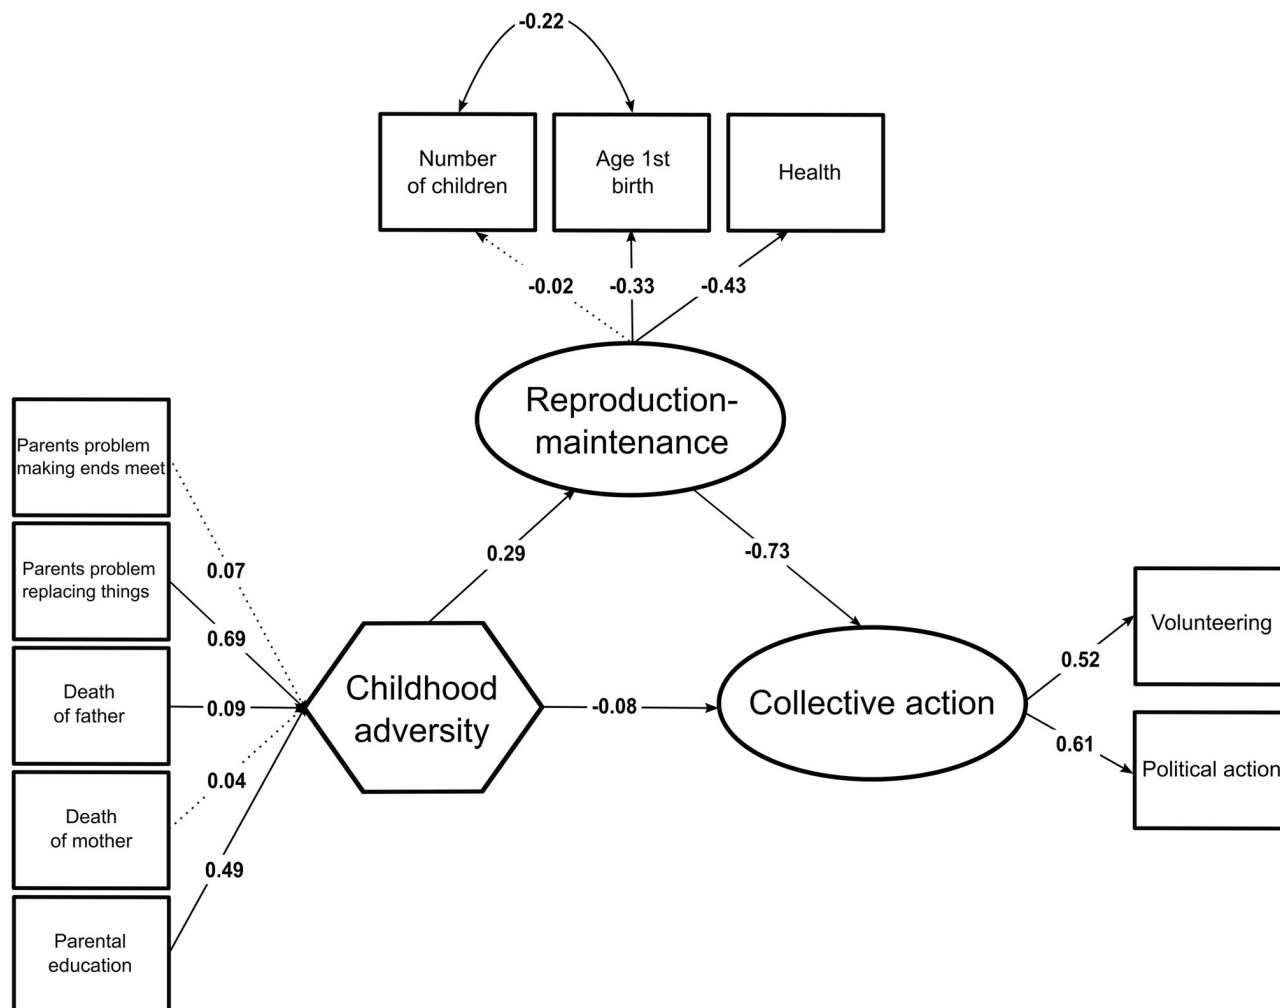 -0.22
Number
of children
Age 1st
birth
Health
-0.02
-0.33
-0.43
Reproduction-
maintenance
Parents problem
making ends meet
Parents problem
replacing things
Death
of father
Death
of mother
Parental
education
0.07
0.69
0.09
0.04
0.49
0.29
-0.73
Childhood
adversity
-0.08
Collective action
0.52
0.61
Volunteering
Political action